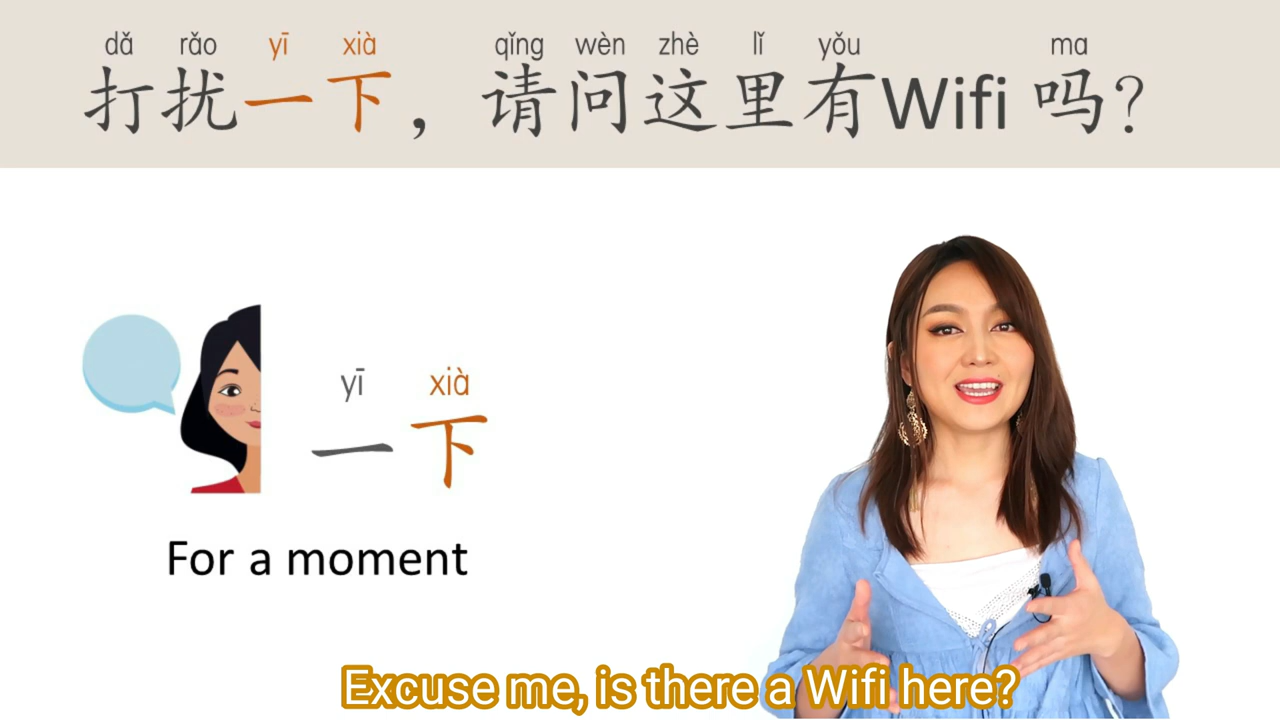 dǎ rǎo yī xià qǐng wèn zhè lǐ yǒu ma
打扰一下，请问这里有Wifi 吗？
yī xià
一下
For a moment
Excuse me, is there a Wifi here?